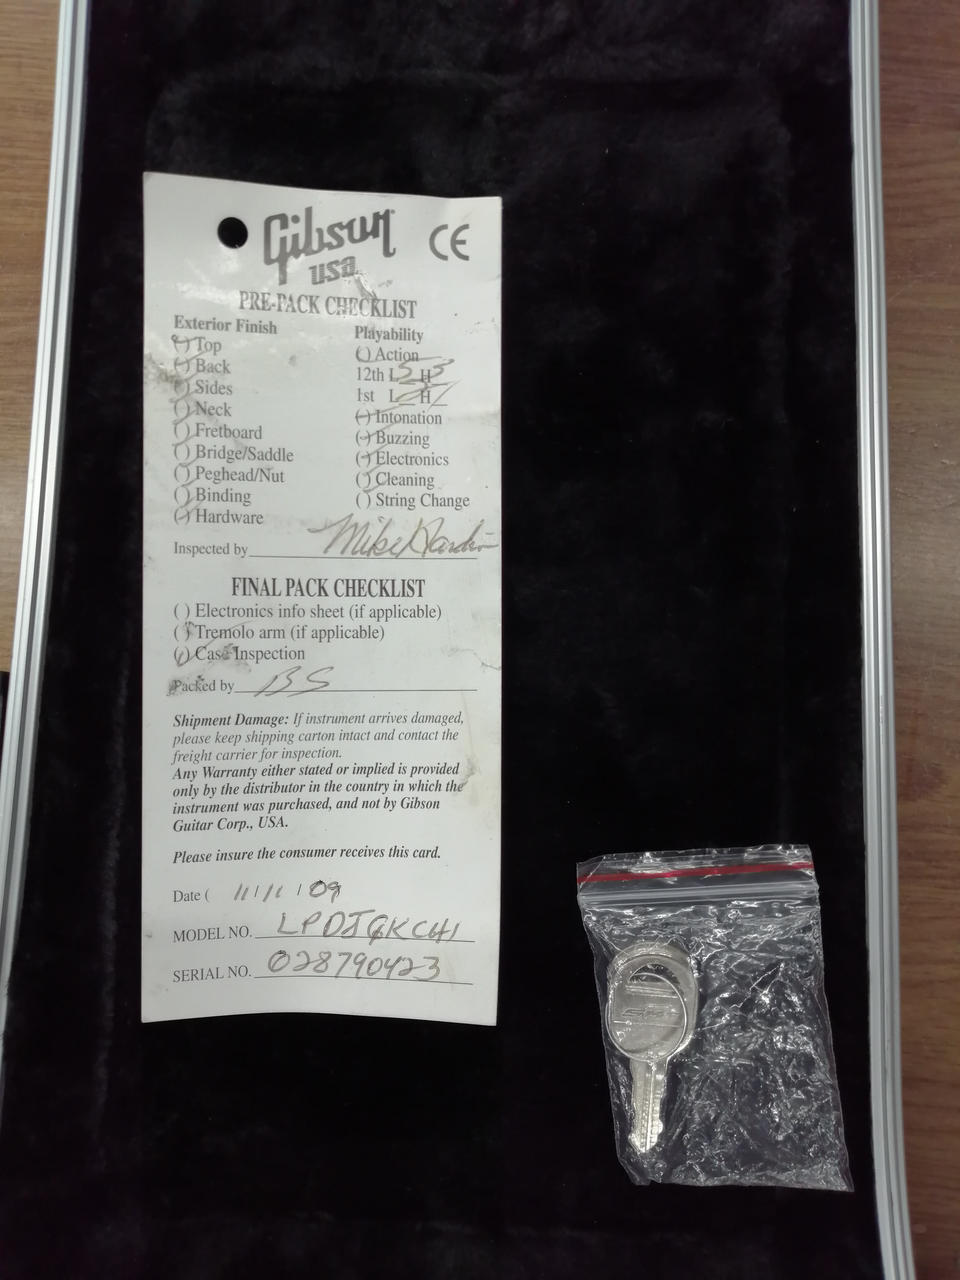 Gibson
USA
CE
PRE-PACK CHECKLIST
Exterior Finish
( ) Top
( ) Back
( ) Sides
( ) Neck
( ) Fretboard
( ) Bridge/Saddle
( ) Peghead/Nut
( ) Binding
( ) Hardware
Playability
( ) Action
12th L 5 H 3
1st L H
( ) Intonation
( ) Buzzing
( ) Electronics
( ) Cleaning
( ) String Change
Inspected by Mike
FINAL PACK CHECKLIST
( ) Electronics info sheet (if applicable)
( ) Tremolo arm (if applicable)
( ) Case Inspection
Packed by BS
Shipment Damage: If instrument arrives damaged,
please keep shipping carton intact and contact the
freight carrier for inspection.
Any Warranty either stated or implied is provided
only by the distributor in the country in which the
instrument was purchased, and not by Gibson
Guitar Corp., USA.
Please insure the consumer receives this card.
Date ( 11/11/09
MODEL NO. LPDTGKCH1
SERIAL NO. 028790423